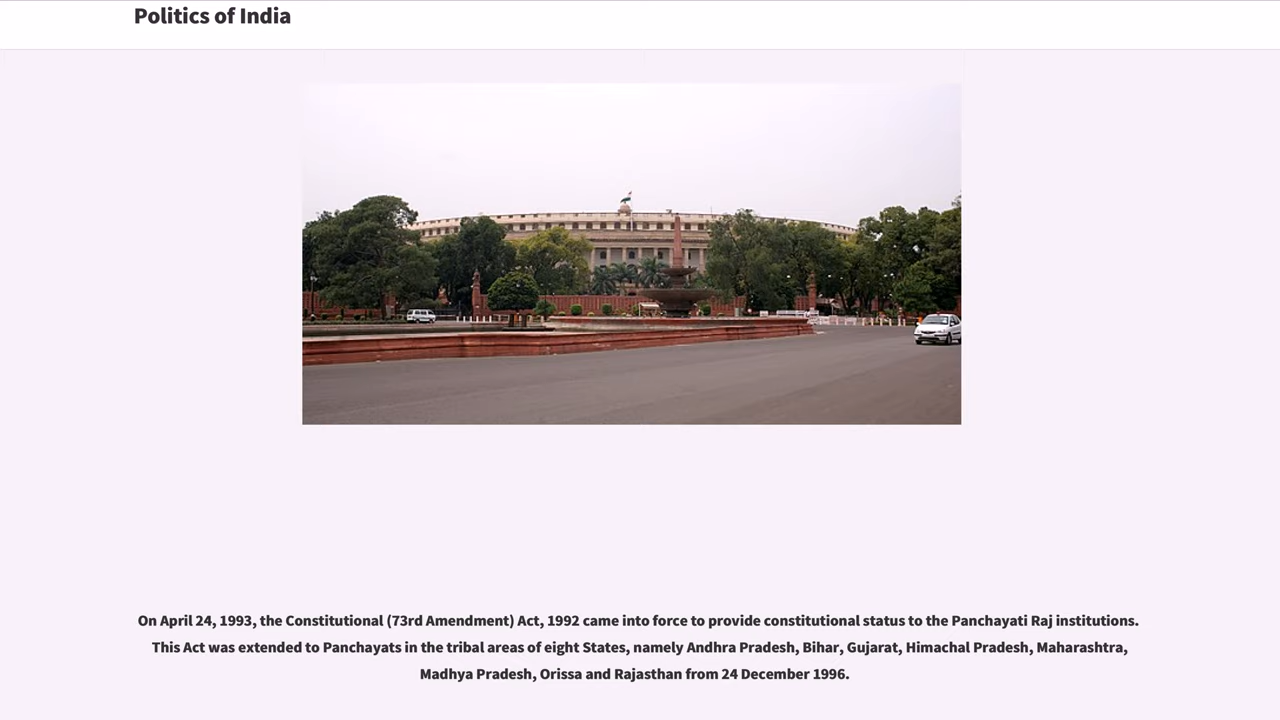 Politics of India
On April 24, 1993, the Constitutional (73rd Amendment) Act, 1992 came into force to provide constitutional status to the Panchayati Raj institutions.
This Act was extended to Panchayats in the tribal areas of eight States, namely Andhra Pradesh, Bihar, Gujarat, Himachal Pradesh, Maharashtra,
Madhya Pradesh, Orissa and Rajasthan from 24 December 1996.